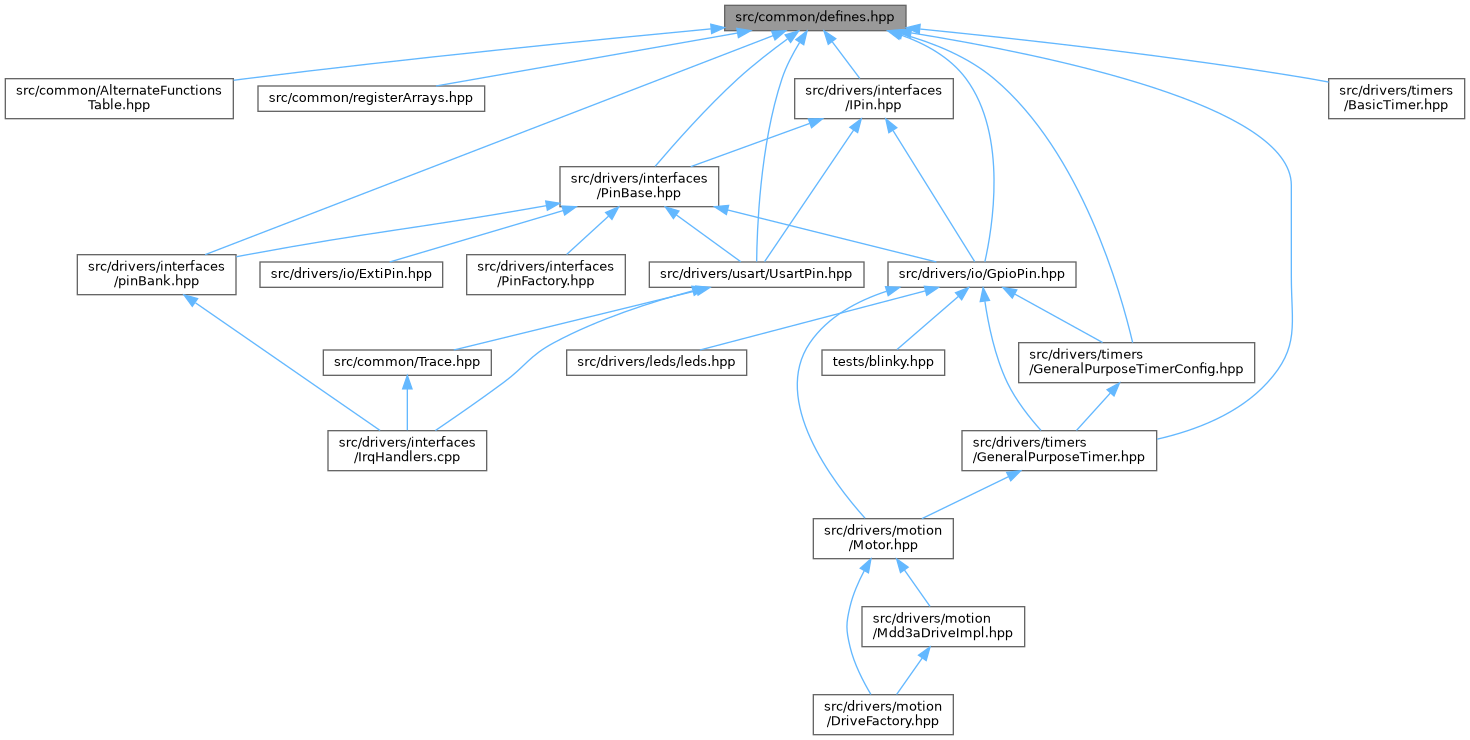 src/common/defines.hpp
src/common/AlternateFunctions
Table.hpp
src/common/registerArrays.hpp
src/drivers/interfaces
/IPin.hpp
src/drivers/timers
/BasicTimer.hpp
src/drivers/interfaces
/PinBase.hpp
src/drivers/interfaces
/pinBank.hpp
src/drivers/io/ExtiPin.hpp
src/drivers/interfaces
/PinFactory.hpp
src/drivers/usart/UsartPin.hpp
src/drivers/io/GpioPin.hpp
src/common/Trace.hpp
src/drivers/leds/leds.hpp
tests/blinky.hpp
src/drivers/timers
/GeneralPurposeTimerConfig.hpp
src/drivers/interfaces
/IrqHandlers.cpp
src/drivers/timers
/GeneralPurposeTimer.hpp
src/drivers/motion
/Motor.hpp
src/drivers/motion
/Mdd3aDriveImpl.hpp
src/drivers/motion
/DriveFactory.hpp